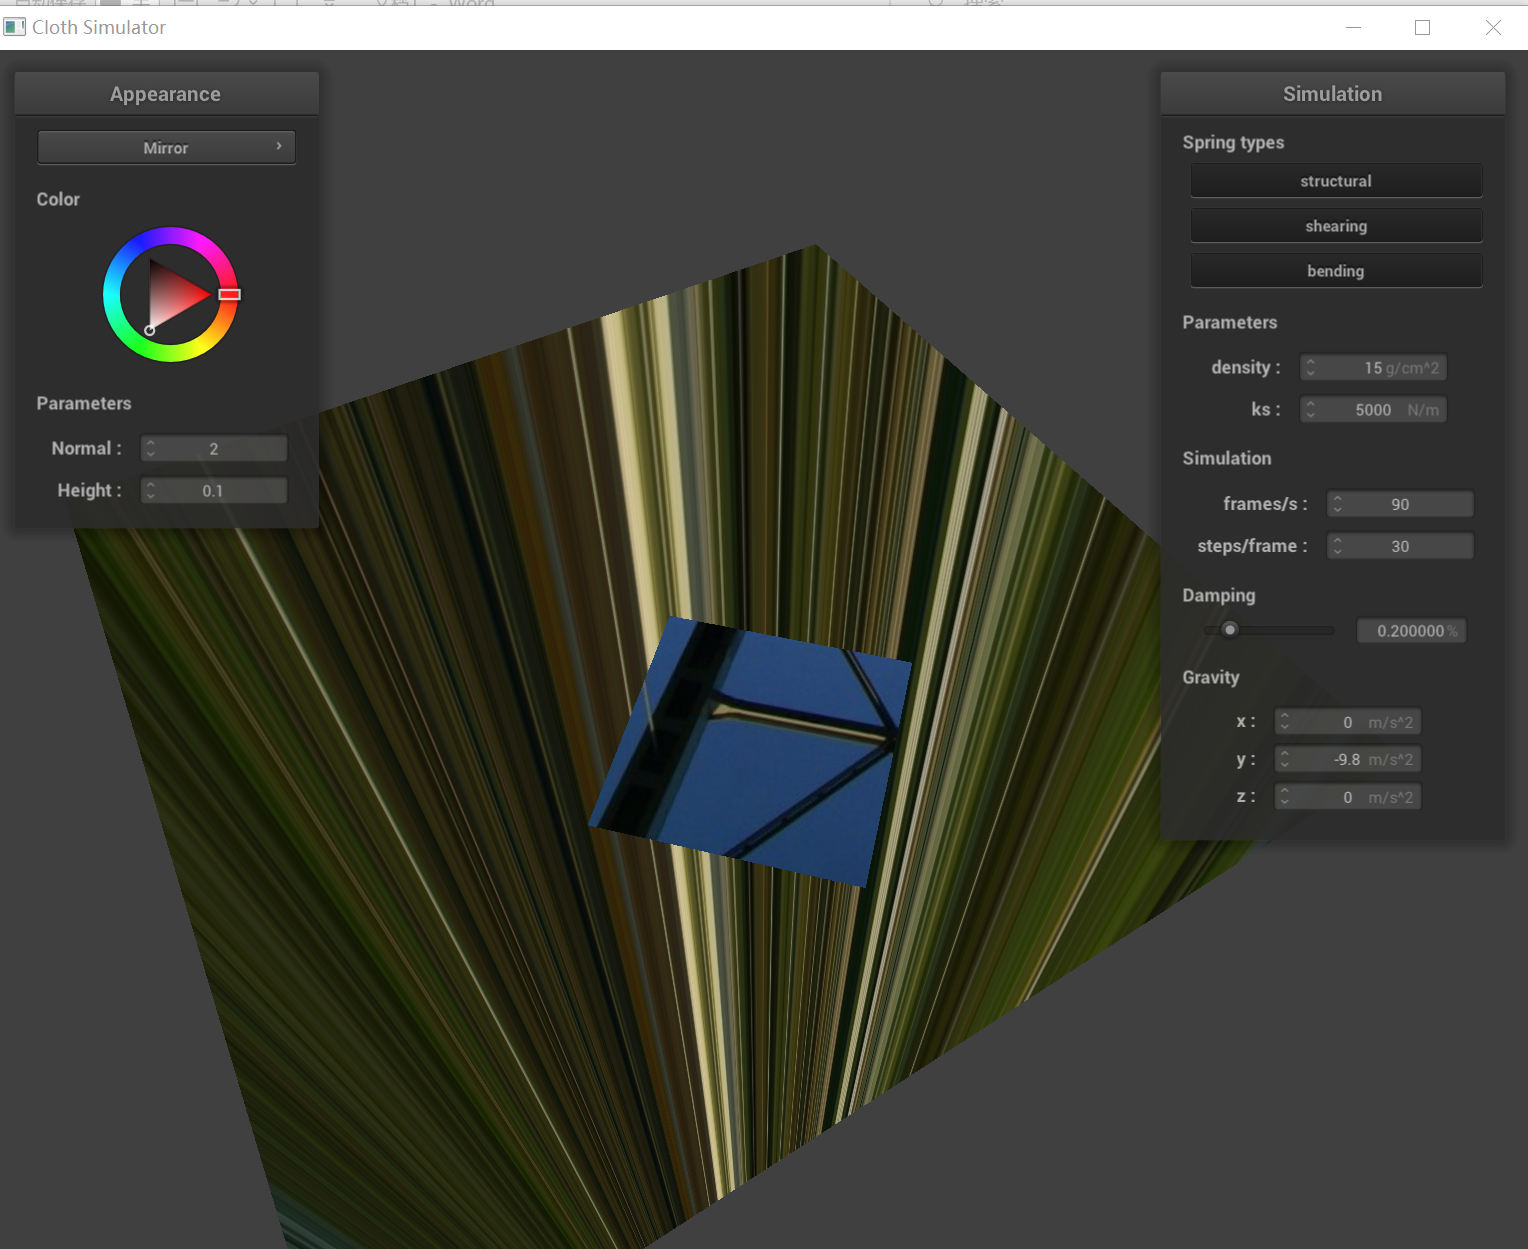 Cloth Simulator
Appearance
Mirror
Color
Parameters
Normal :
2
Height :
0.1
Simulation
Spring types
structural
shearing
bending
Parameters
density :
15 g/cm^2
ks :
5000 N/m
Simulation
frames/s :
90
steps/frame :
30
Damping
0.200000 %
Gravity
x :
0 m/s^2
y :
-9.8 m/s^2
z :
0 m/s^2